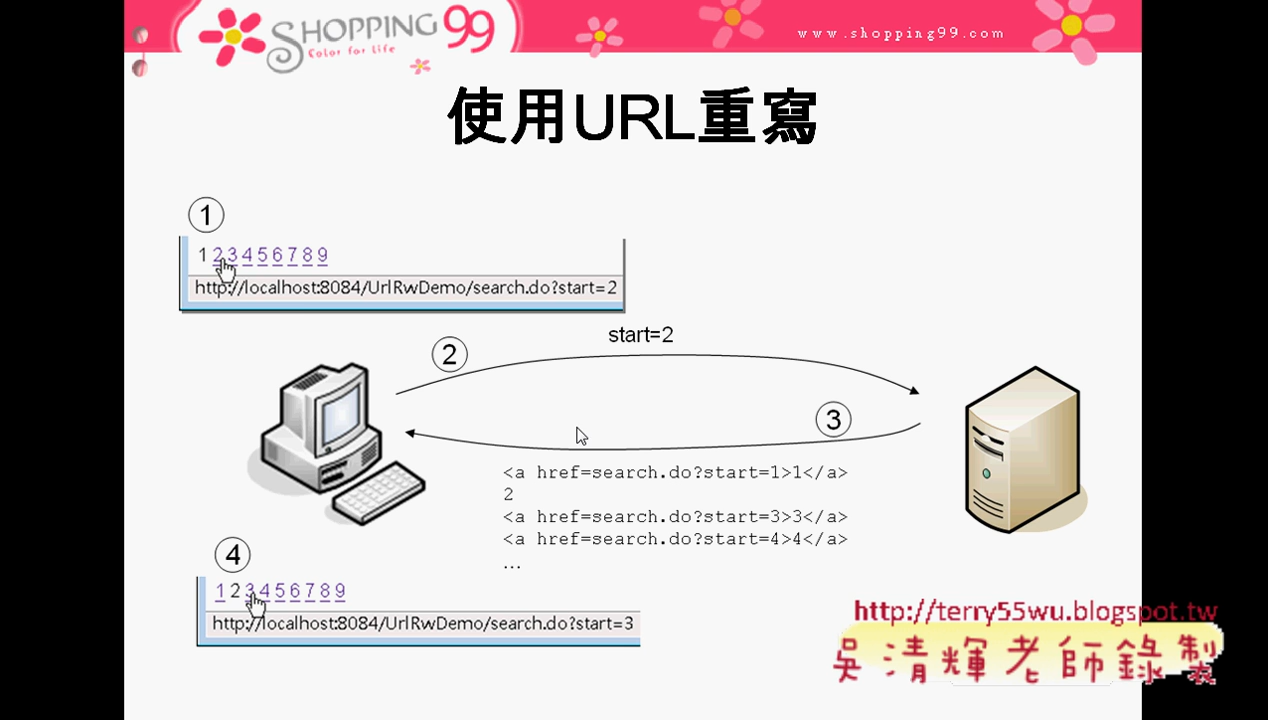 SHOPPING 99
Color for Life
www.shopping99.com
使用URL重寫
1
1 2 3 4 5 6 7 8 9
http://localhost:8084/UrlRwDemo/search.do?start=2
start=2
2
3
<a href=search.do?start=1>1</a>
2
<a href=search.do?start=3>3</a>
<a href=search.do?start=4>4</a>
...
4
1 2 3 4 5 6 7 8 9
http://localhost:8084/UrlRwDemo/search.do?start=3
http://terry55wu.blogspot.tw
吳清輝老師錄製